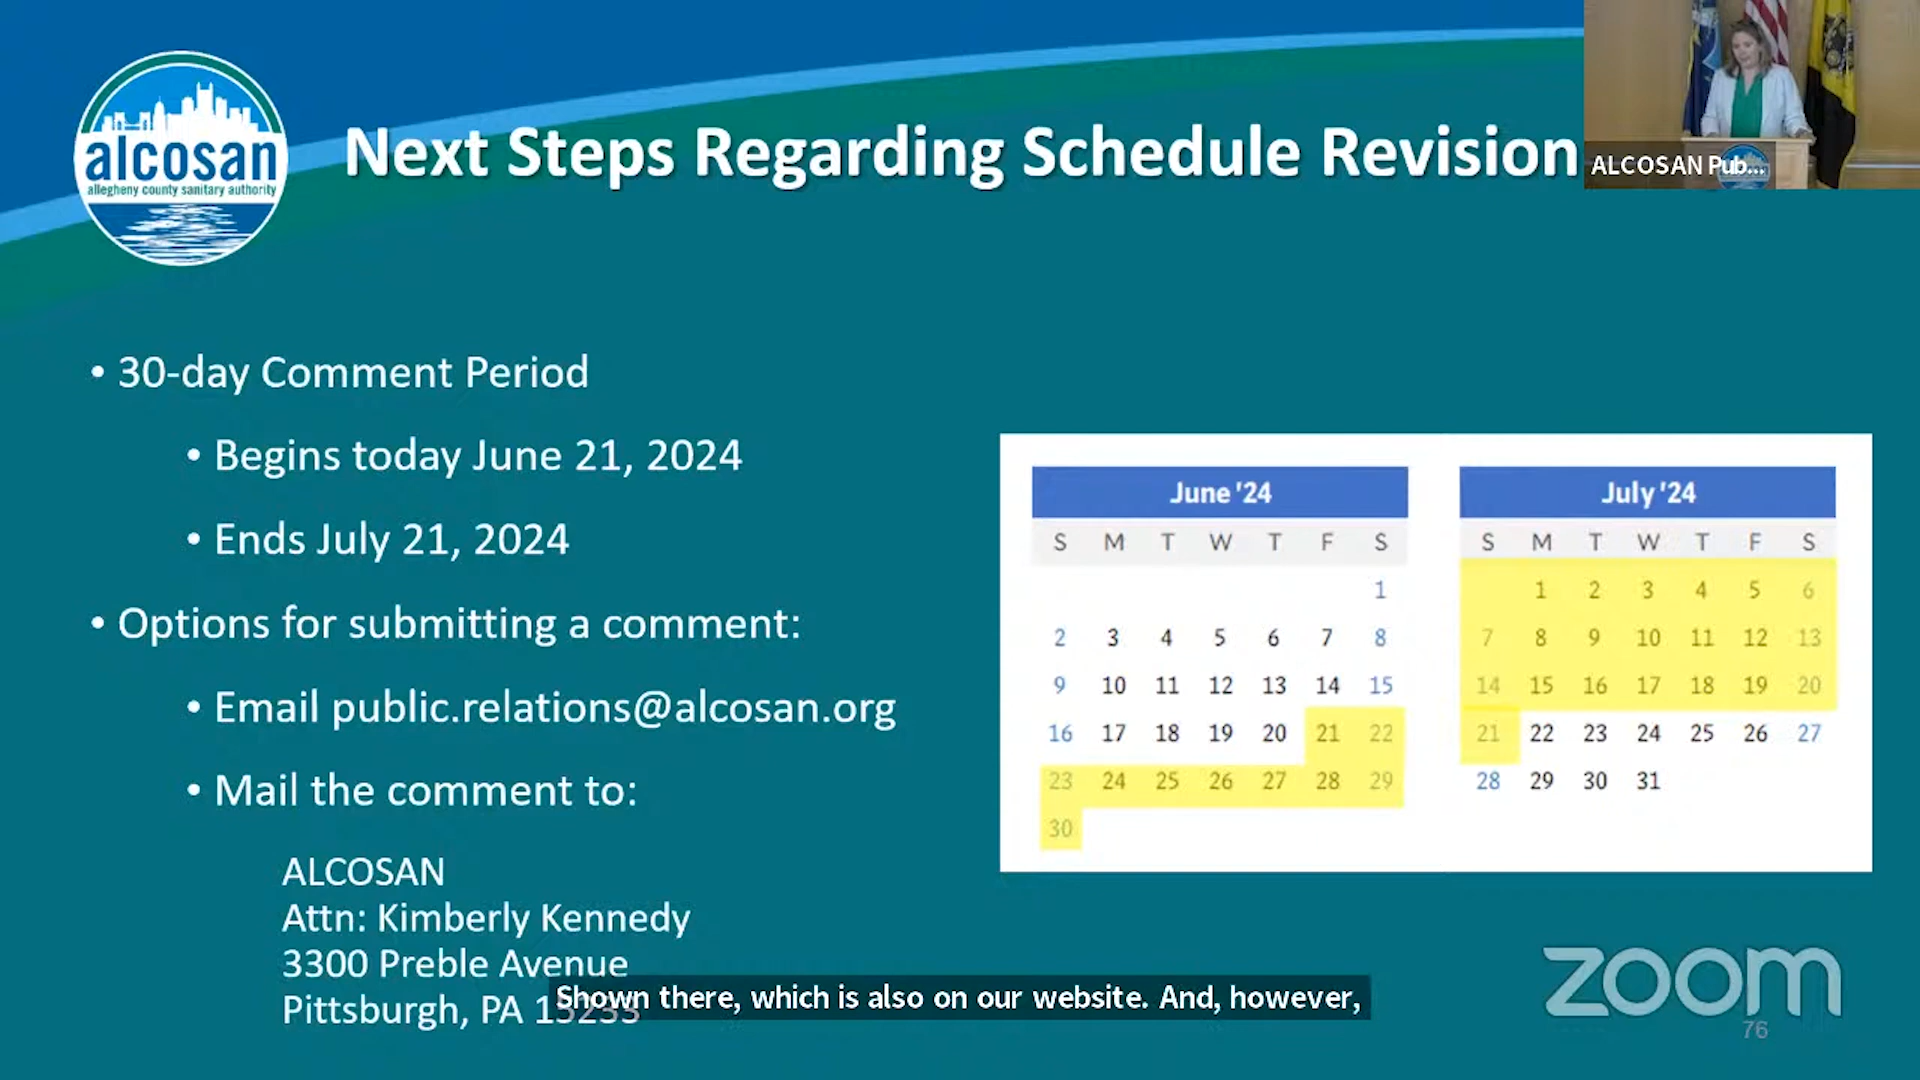 alcosan
allegheny county sanitary authority
Next Steps Regarding Schedule Revision
ALCOSAN Pub...
• 30-day Comment Period
• Begins today June 21, 2024
• Ends July 21, 2024
• Options for submitting a comment:
• Email public.relations@alcosan.org
• Mail the comment to:
ALCOSAN
Attn: Kimberly Kennedy
3300 Preble Avenue
Pittsburgh, PA 15233
June '24
S M T W T F S
1
2 3 4 5 6 7 8
9 10 11 12 13 14 15
16 17 18 19 20 21 22
23 24 25 26 27 28 29
30
July '24
S M T W T F S
1 2 3 4 5 6
7 8 9 10 11 12 13
14 15 16 17 18 19 20
21 22 23 24 25 26 27
28 29 30 31
Shown there, which is also on our website. And, however,
zoom
76